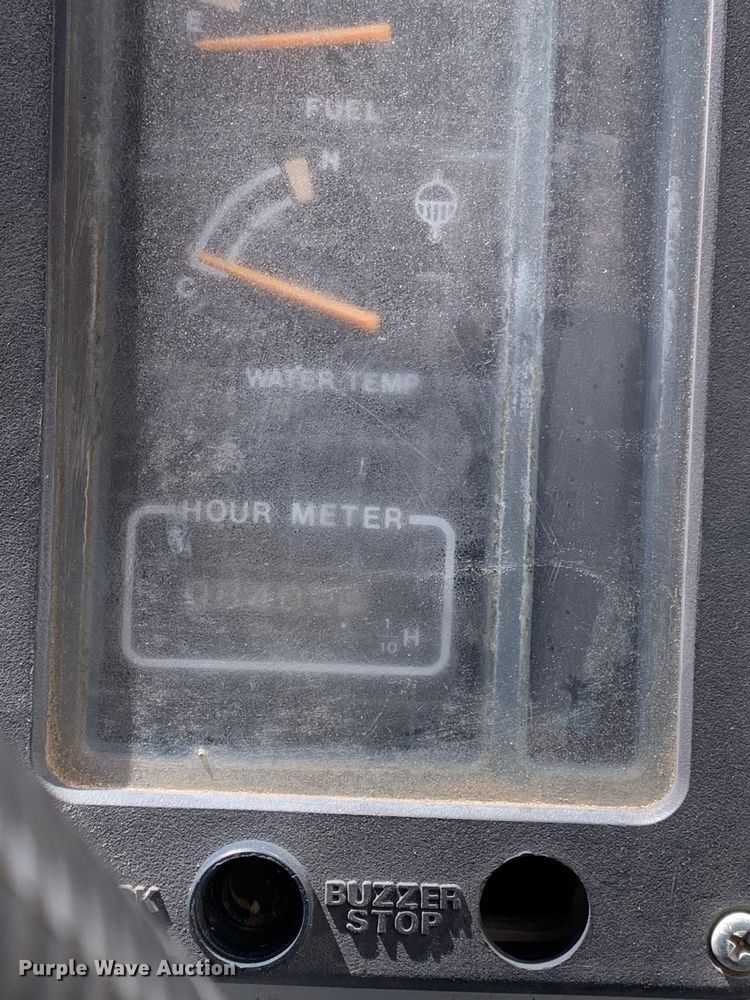 E
FUEL
H
C
WATER TEMP
HOUR METER
1/10 H
BUZZER
STOP
Purple Wave Auction